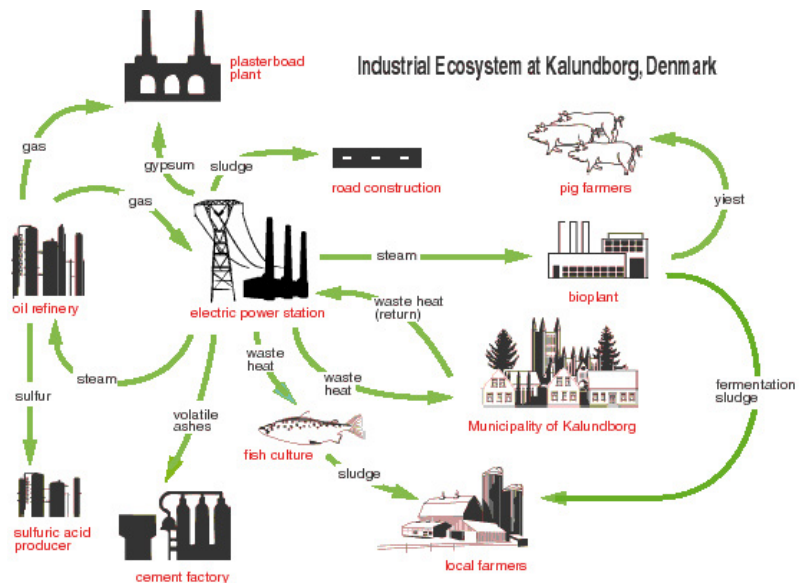 plasterboad
plant
Industrial Ecosystem at Kalundborg, Denmark
gas
gypsum
sludge
road construction
pig farmers
yiest
gas
steam
bioplant
oil refinery
electric power station
waste heat
(return)
steam
waste
heat
waste
heat
sulfur
volatile
ashes
fermentation
sludge
Municipality of Kalundborg
fish culture
sludge
sulfuric acid
producer
cement factory
local farmers